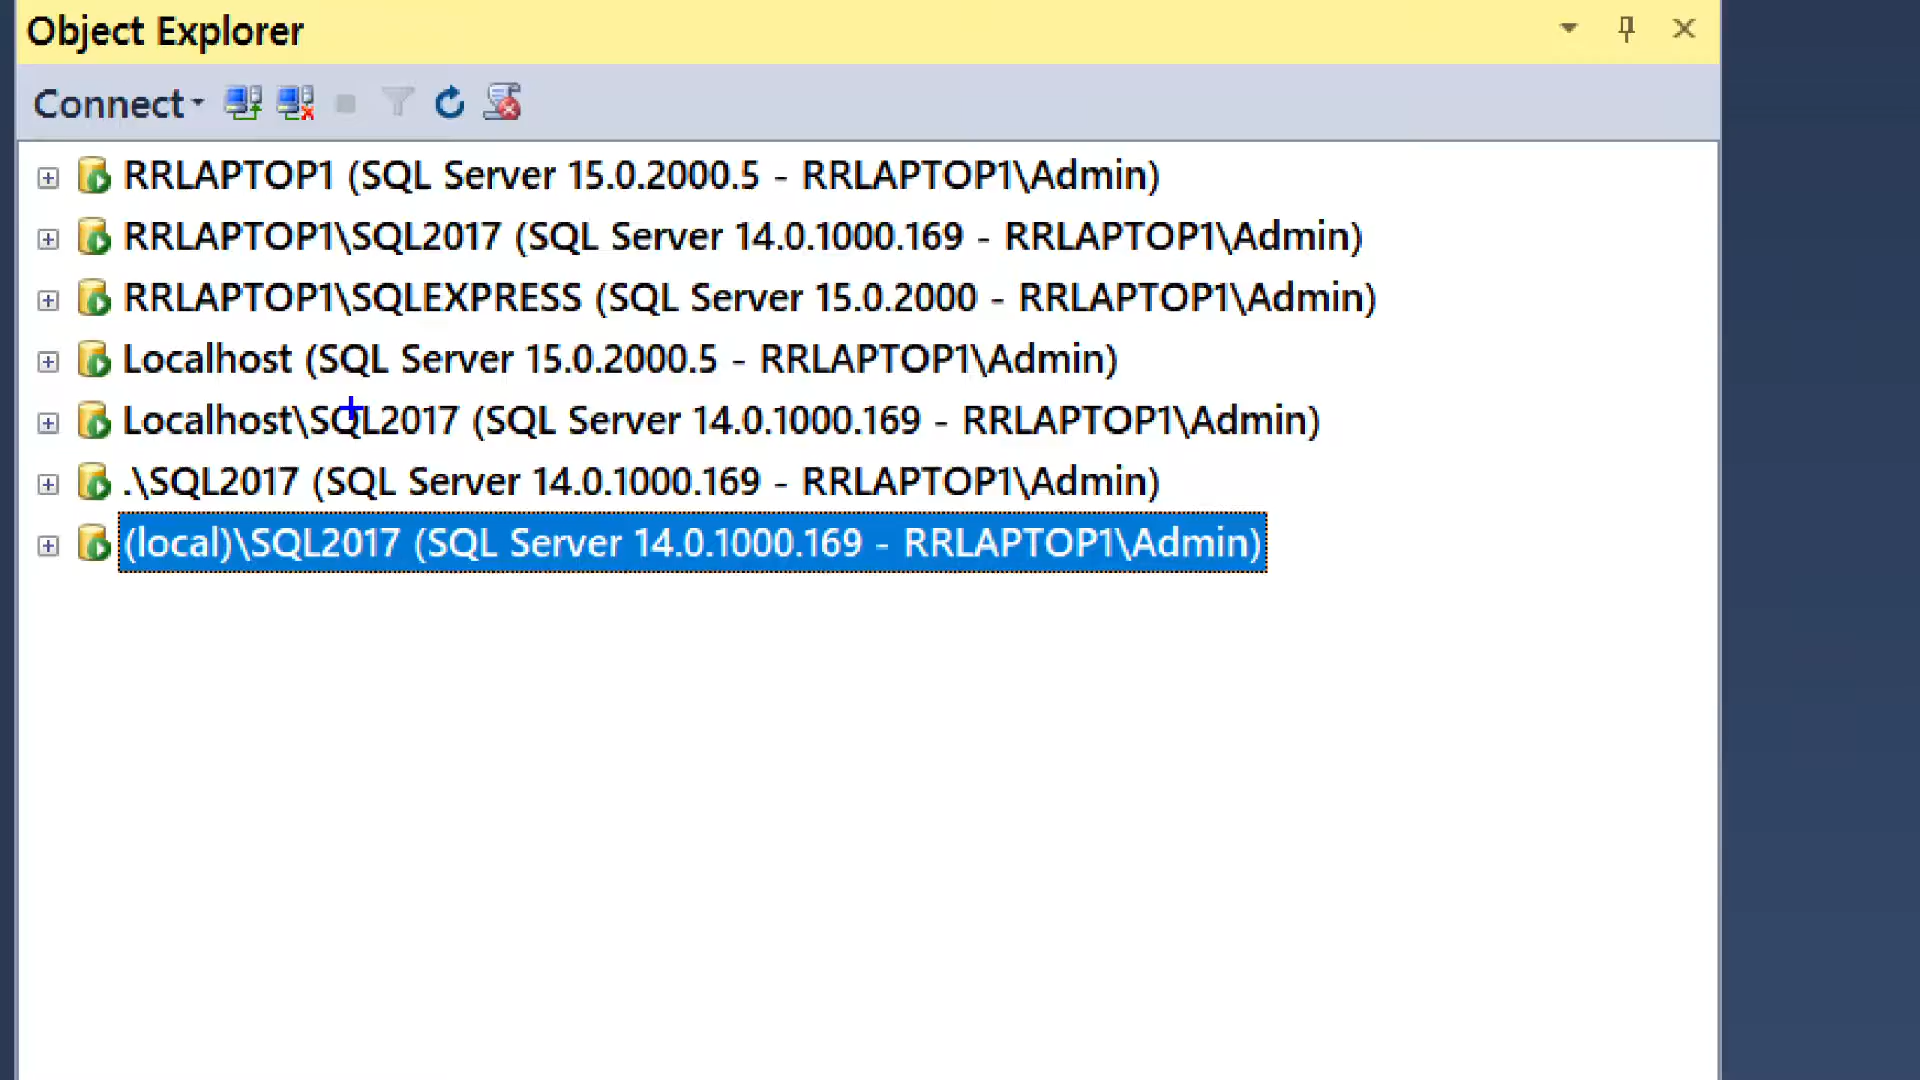 Object Explorer
Connect
RRLAPTOP1 (SQL Server 15.0.2000.5 - RRLAPTOP1\Admin)
RRLAPTOP1\SQL2017 (SQL Server 14.0.1000.169 - RRLAPTOP1\Admin)
RRLAPTOP1\SQLEXPRESS (SQL Server 15.0.2000 - RRLAPTOP1\Admin)
Localhost (SQL Server 15.0.2000.5 - RRLAPTOP1\Admin)
Localhost\SQL2017 (SQL Server 14.0.1000.169 - RRLAPTOP1\Admin)
.\SQL2017 (SQL Server 14.0.1000.169 - RRLAPTOP1\Admin)
(local)\SQL2017 (SQL Server 14.0.1000.169 - RRLAPTOP1\Admin)